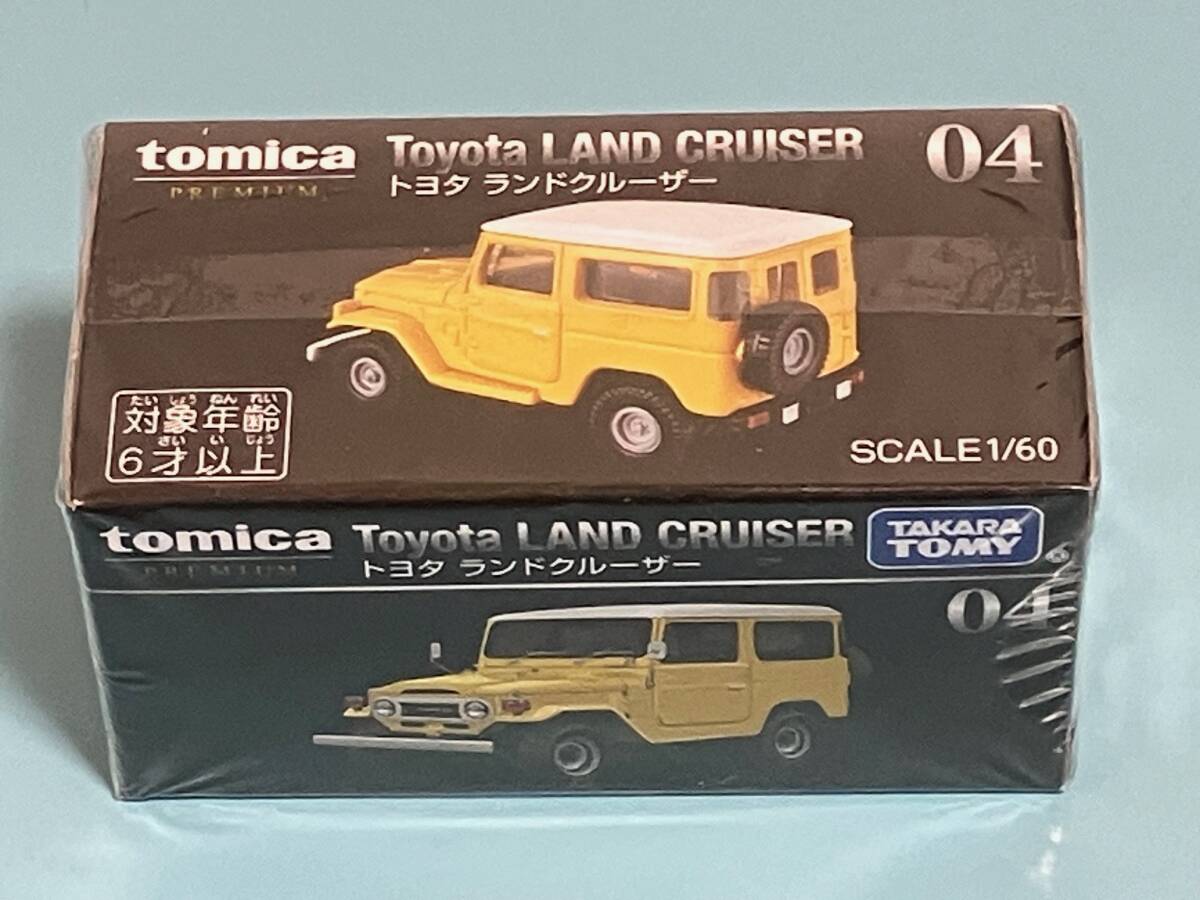 tomica
PREMIUM
Toyota LAND CRUISER
トヨタ ランドクルーザー
04
たい しょう ねん れい
対象年齢
さい い じょう
6才以上
SCALE1/60
tomica
PREMIUM
Toyota LAND CRUISER
トヨタ ランドクルーザー
TAKARA
TOMY
04